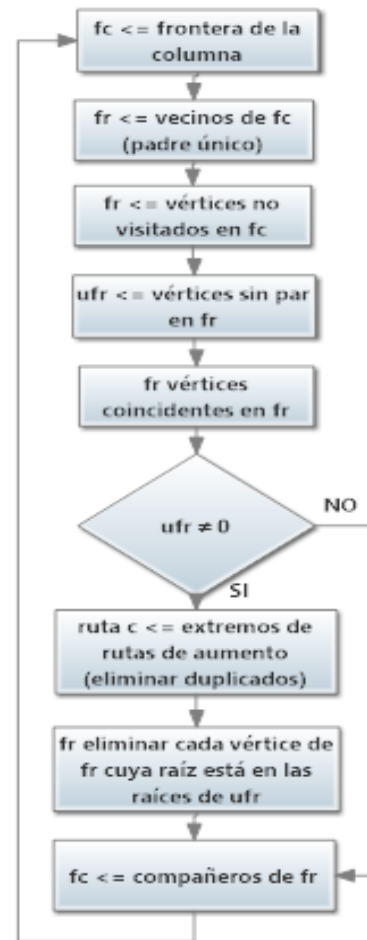 fc <= frontera de la
columna
fr <= vecinos de fc
(padre único)
fr <= vértices no
visitados en fc
ufr <= vértices sin par
en fr
fr vértices
coincidentes en fr
ufr ≠ 0
NO
SI
ruta c <= extremos de
rutas de aumento
(eliminar duplicados)
fr eliminar cada vértice de
fr cuya raíz está en las
raíces de ufr
fc <= compañeros de fr